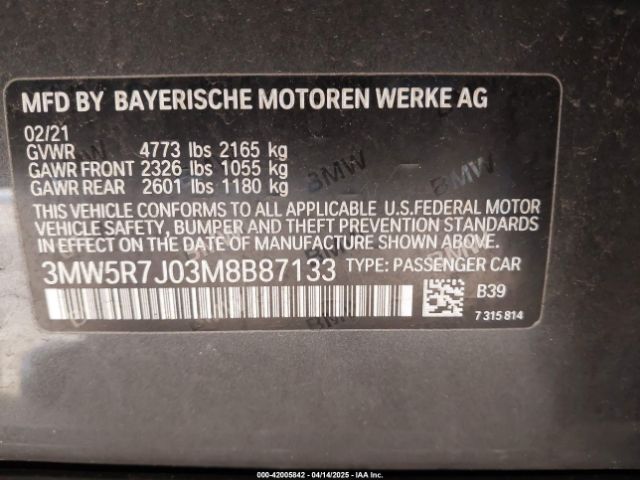 MFD BY BAYERISCHE MOTOREN WERKE AG
02/21
GVWR 4773 lbs 2165 kg
GAWR FRONT 2326 lbs 1055 kg
GAWR REAR 2601 lbs 1180 kg
THIS VEHICLE CONFORMS TO ALL APPLICABLE U.S.FEDERAL MOTOR
VEHICLE SAFETY, BUMPER AND THEFT PREVENTION STANDARDS
IN EFFECT ON THE DATE OF MANUFACTURE SHOWN ABOVE.
3MW5R7J03M8B87133 TYPE: PASSENGER CAR
B39
7 315 814
BMW
BMW
BMW
000-42005842 - 04/14/2025 - IAA Inc.